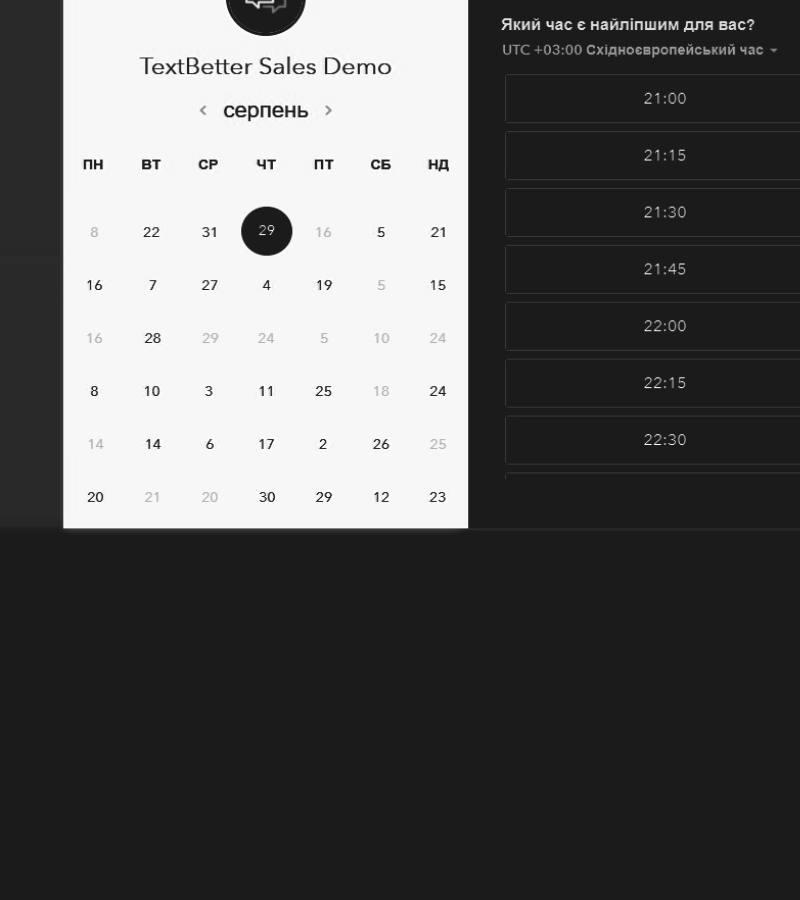 TextBetter Sales Demo
серпень
ПН ВТ СР ЧТ ПТ СБ НД
8 22 31 29 16 5 21
16 7 27 4 19 5 15
16 28 29 24 5 10 24
8 10 3 11 25 18 24
14 14 6 17 2 26 25
20 21 20 30 29 12 23
Який час є найліпшим для вас?
UTC +03:00 Східноєвропейський час
21:00
21:15
21:30
21:45
22:00
22:15
22:30